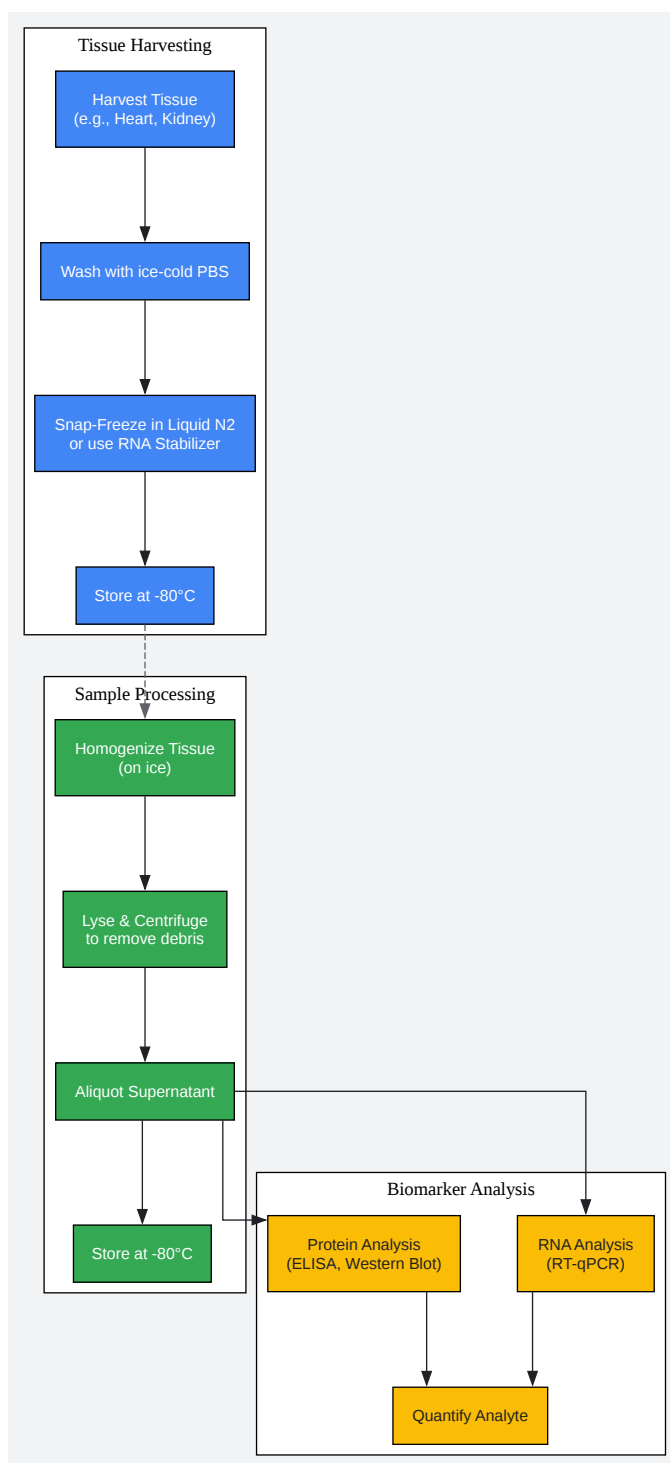 Tissue Harvesting
Harvest Tissue
(e.g., Heart, Kidney)
Wash with ice-cold PBS
Snap-Freeze in Liquid N2
or use RNA Stabilizer
Store at -80°C
Sample Processing
Homogenize Tissue
(on ice)
Lyse & Centrifuge
to remove debris
Aliquot Supernatant
Store at -80°C
Biomarker Analysis
Protein Analysis
(ELISA, Western Blot)
RNA Analysis
(RT-qPCR)
Quantify Analyte